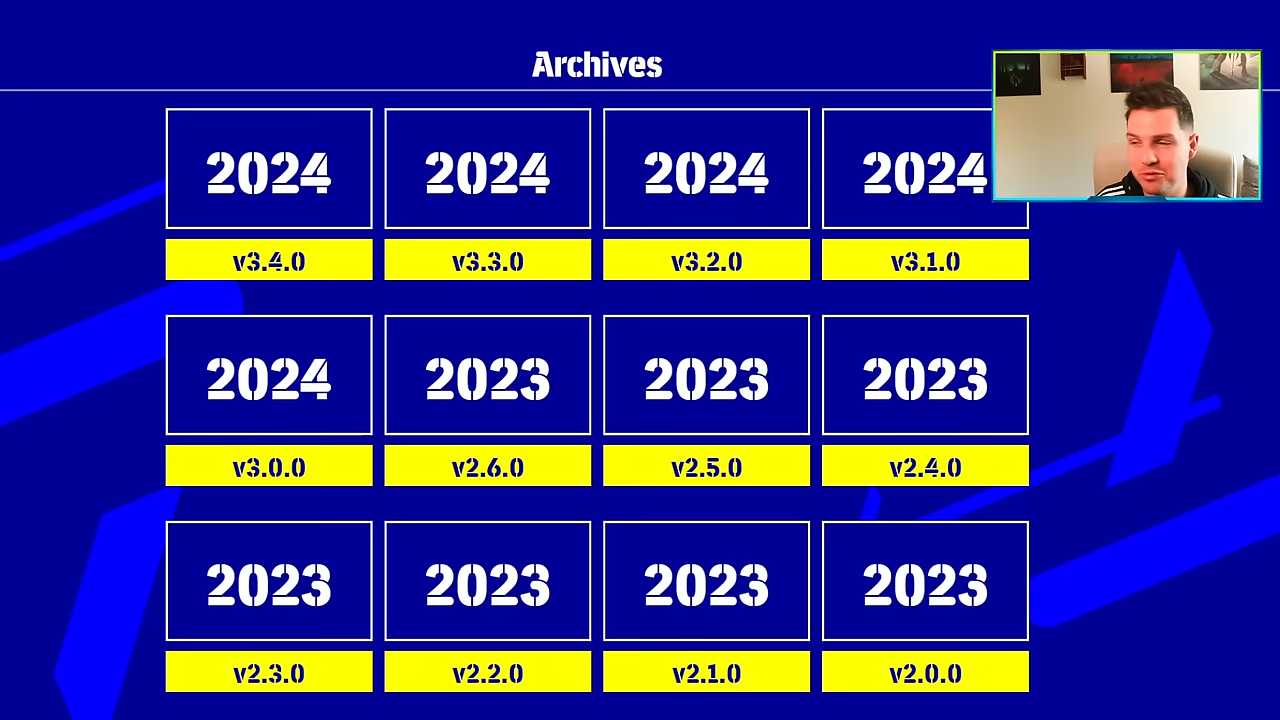 Archives
2024 2024 2024 2024
v3.4.0 v3.3.0 v3.2.0 v3.1.0
2024 2023 2023 2023
v3.0.0 v2.6.0 v2.5.0 v2.4.0
2023 2023 2023 2023
v2.3.0 v2.2.0 v2.1.0 v2.0.0